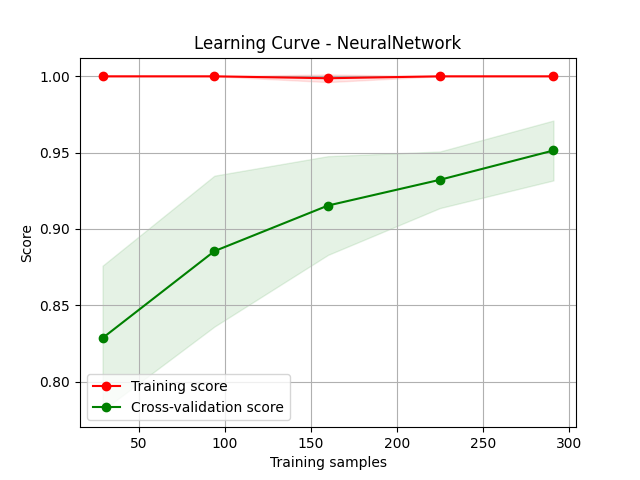 Learning Curve - NeuralNetwork
1.00
0.95
0.90
0.85
0.80
Score
Training score
Cross-validation score
50
100
150
200
250
300
Training samples